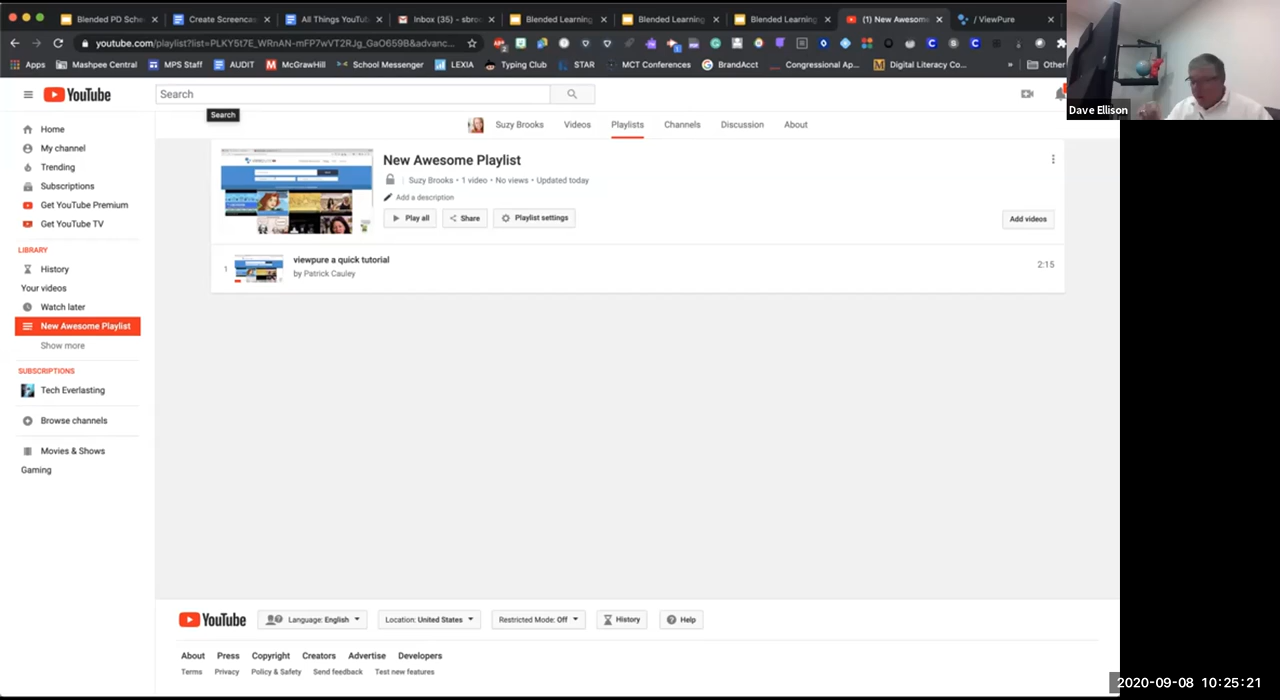 Blended PD Sche
Create Screencas
All Things YouTub
Inbox (35) - sbroo
Blended Learning
Blended Learning
Blended Learning
(1) New Awesome
/ ViewPure
youtube.com/playlist?list=PLKY5t7E_WRnAN-mFP7wVT2RJg_GaO659B&advanc...
Apps
Mashpee Central
MPS Staff
AUDIT
McGrawHill
School Messenger
LEXIA
Typing Club
STAR
MCT Conferences
BrandAcct
Congressional Ap...
Digital Literacy Co...
»
Other
Dave Ellison
YouTube
Search
Search
Suzy Brooks
Videos
Playlists
Channels
Discussion
About
Home
My channel
Trending
Subscriptions
Get YouTube Premium
Get YouTube TV
LIBRARY
History
Your videos
Watch later
New Awesome Playlist
Show more
SUBSCRIPTIONS
Tech Everlasting
Browse channels
Movies & Shows
Gaming
New Awesome Playlist
Suzy Brooks • 1 video • No views • Updated today
Add a description
Play all
Share
Playlist settings
Add videos
1
viewpure a quick tutorial
by Patrick Cauley
2:15
YouTube
Language: English
Location: United States
Restricted Mode: Off
History
Help
About
Press
Copyright
Creators
Advertise
Developers
Terms
Privacy
Policy & Safety
Send feedback
Test new features
2020-09-08 10:25:21